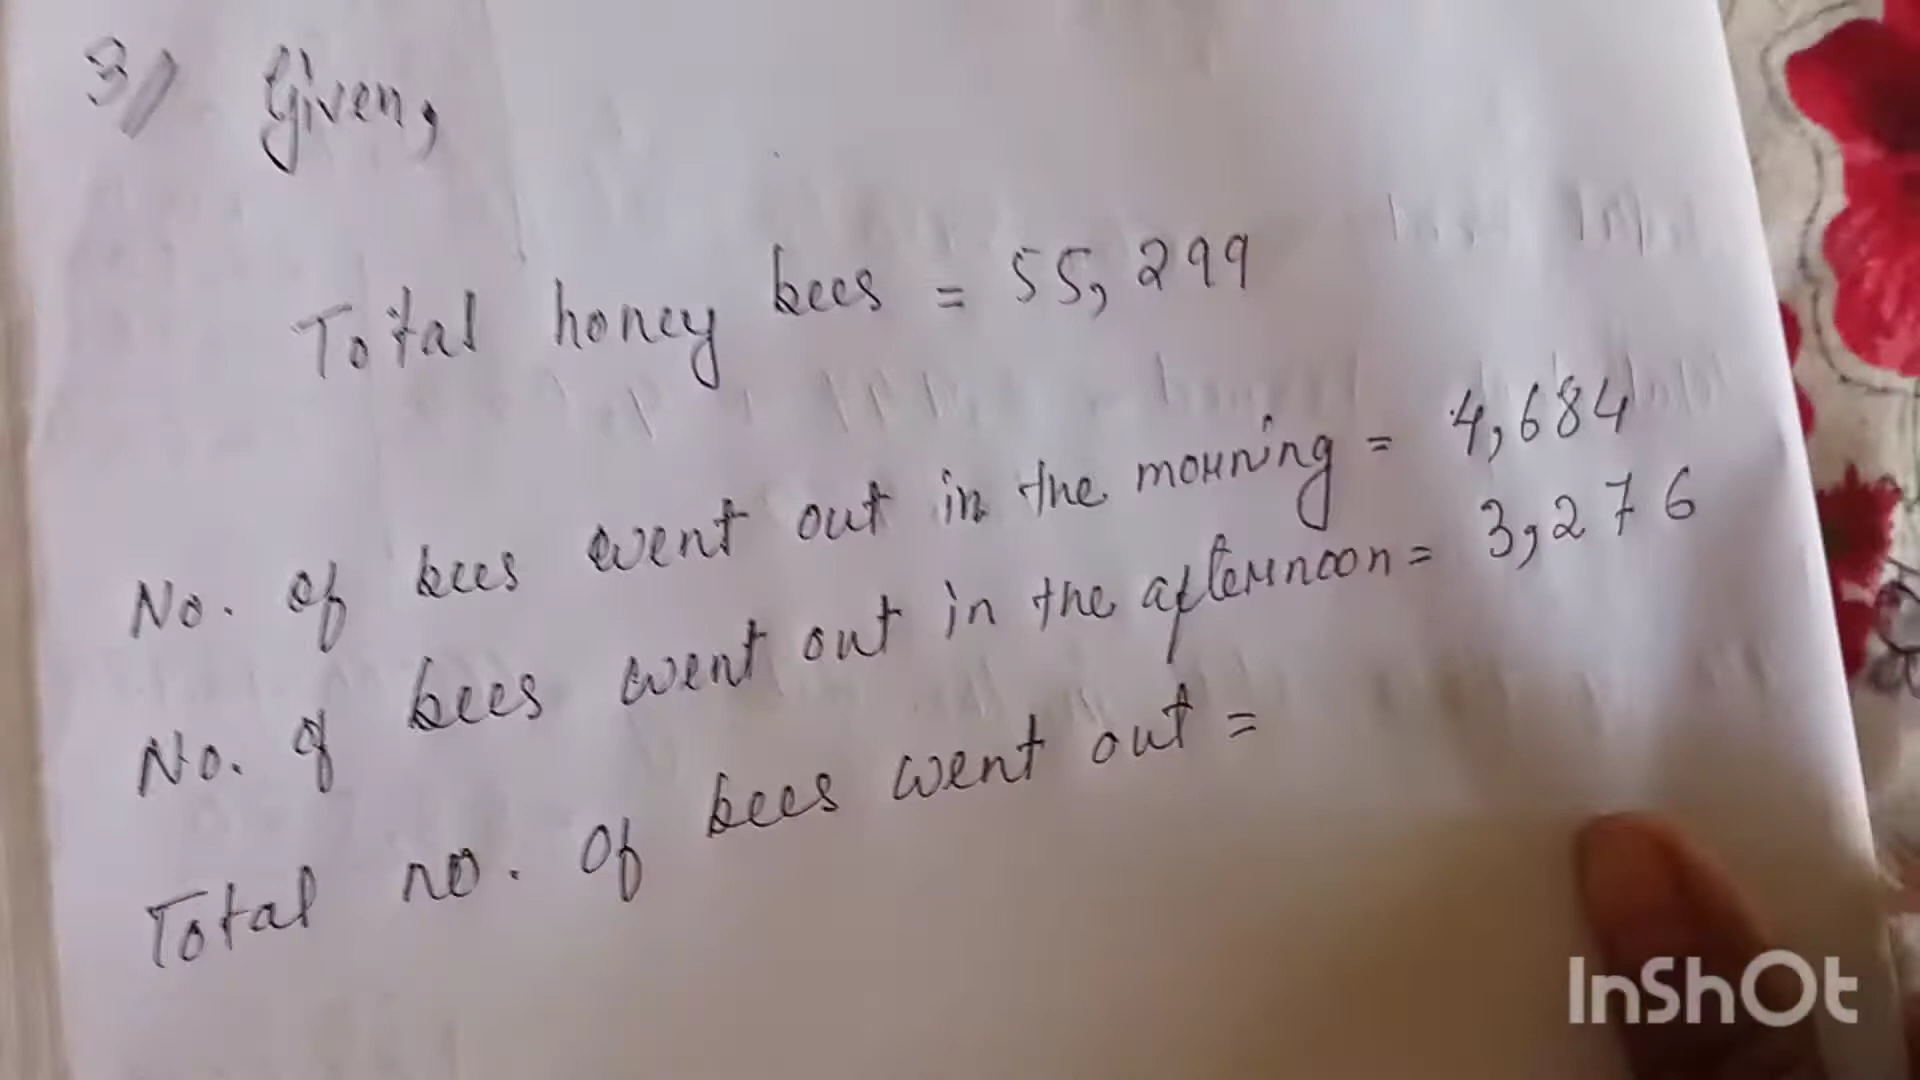 3) Given,
Total honey bees = 55,299
No. of bees went out in the morning = 4,684
No. of bees went out in the afternoon = 3,276
Total no. of bees went out =
InShOt